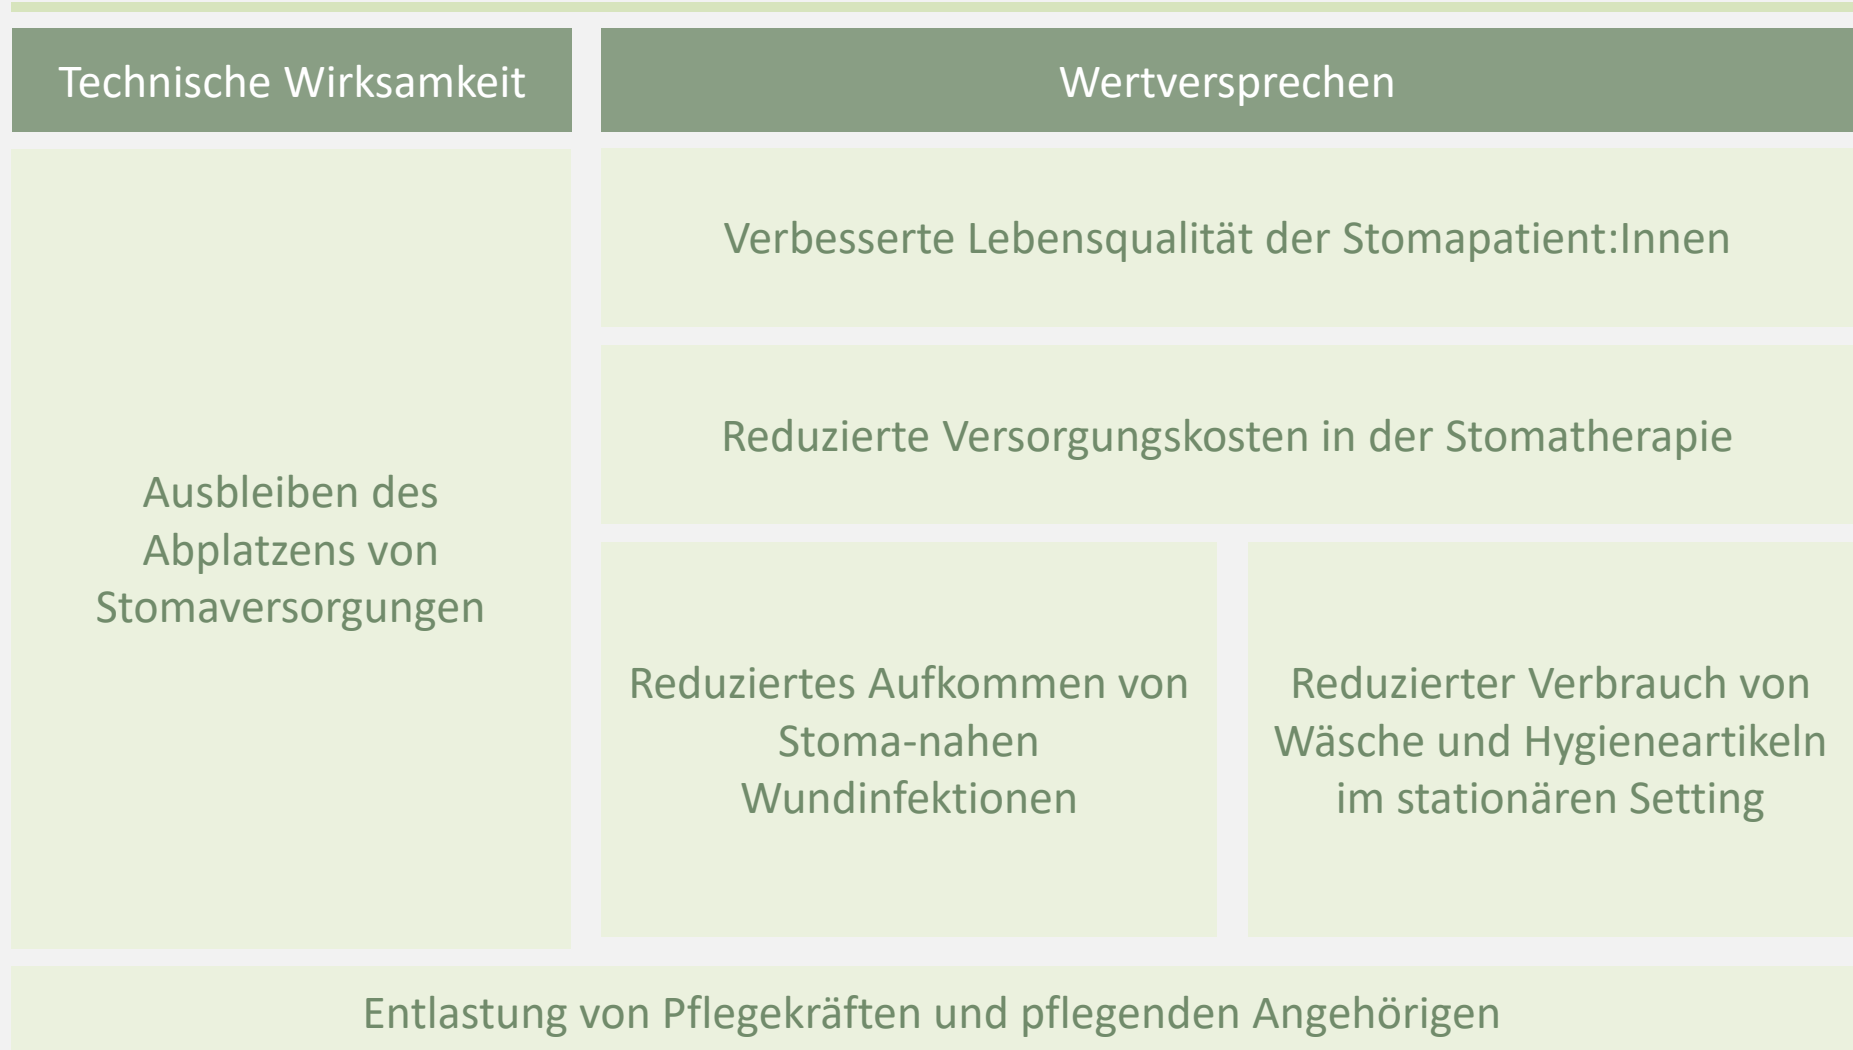 Technische Wirksamkeit
Wertversprechen
Ausbleiben des
Abplatzens von
Stomaversorgungen
Verbesserte Lebensqualität der Stomapatient:Innen
Reduzierte Versorgungskosten in der Stomatherapie
Reduziertes Aufkommen von
Stoma-nahen
Wundinfektionen
Reduzierter Verbrauch von
Wäsche und Hygieneartikeln
im stationären Setting
Entlastung von Pflegekräften und pflegenden Angehörigen